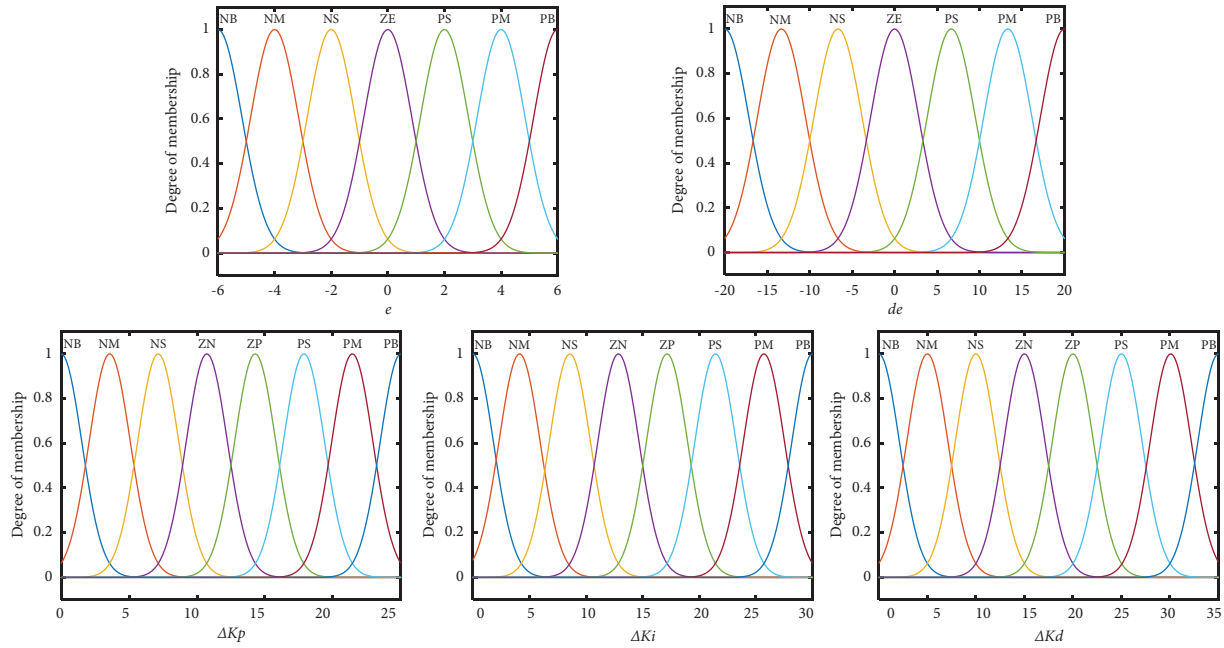 NB NM NS ZE PS PM PB
1
0.8
0.6
0.4
0.2
0
Degree of membership
-6 -4 -2 0 2 4 6
e
NB NM NS ZE PS PM PB
1
0.8
0.6
0.4
0.2
0
Degree of membership
-20 -15 -10 -5 0 5 10 15 20
de
NB NM NS ZN ZP PS PM PB
1
0.8
0.6
0.4
0.2
0
Degree of membership
0 5 10 15 20 25
ΔKp
NB NM NS ZN ZP PS PM PB
1
0.8
0.6
0.4
0.2
0
Degree of membership
0 5 10 15 20 25 30
ΔKi
NB NM NS ZN ZP PS PM PB
1
0.8
0.6
0.4
0.2
0
Degree of membership
0 5 10 15 20 25 30 35
ΔKd